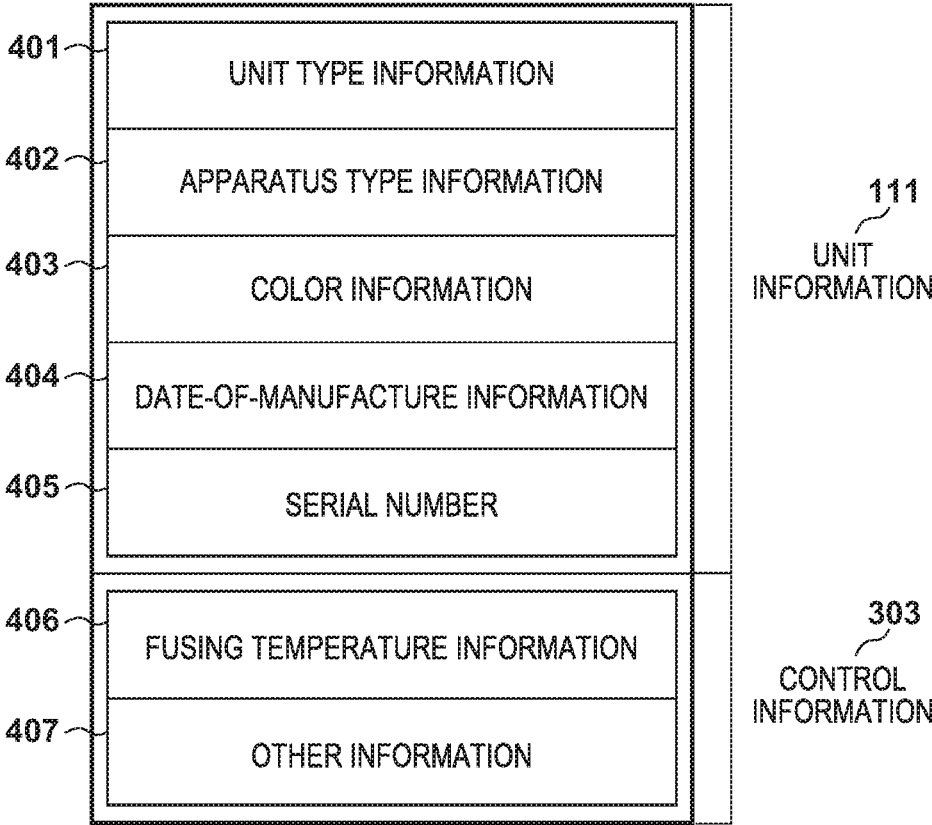 401
UNIT TYPE INFORMATION
402
APPARATUS TYPE INFORMATION
403
COLOR INFORMATION
404
DATE-OF-MANUFACTURE INFORMATION
405
SERIAL NUMBER
111
UNIT
INFORMATION
406
FUSING TEMPERATURE INFORMATION
407
OTHER INFORMATION
303
CONTROL
INFORMATION